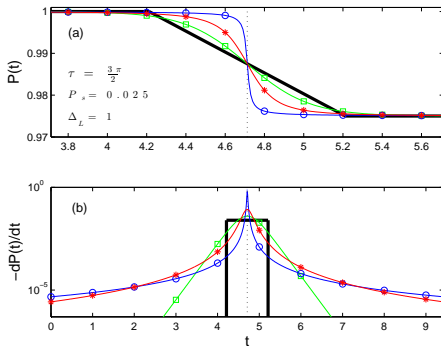 1
0.99
0.98
0.97
P(t)
(a)
τ = 3π/2
P_s = 0.025
Δ_L = 1
3.8 4 4.2 4.4 4.6 4.8 5 5.2 5.4 5.6
10^0
10^-5
−dP(t)/dt
(b)
0 1 2 3 4 5 6 7 8 9
t